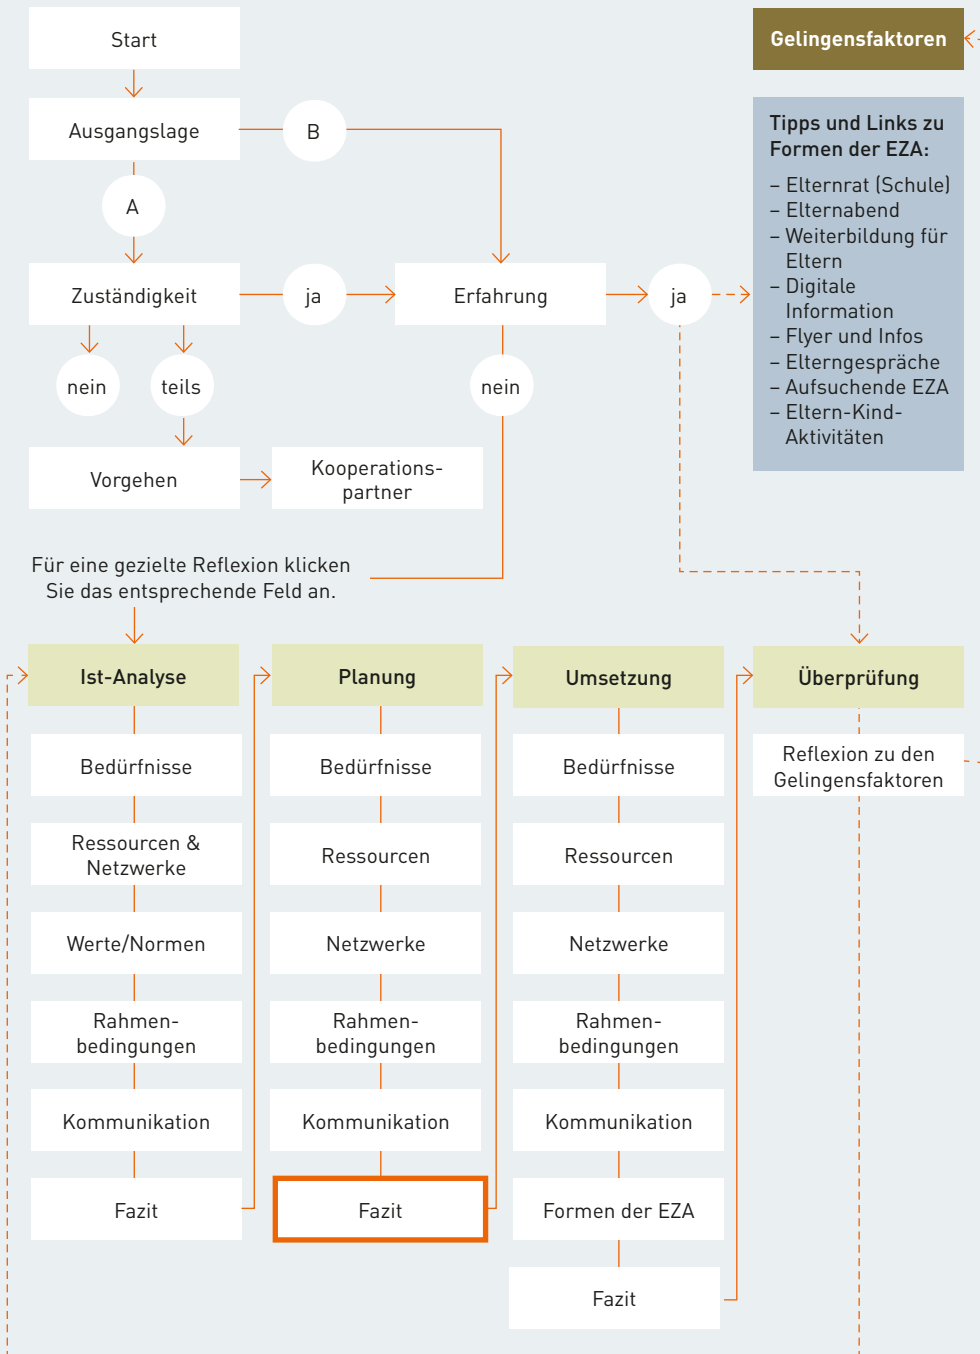 Start
Gelingensfaktoren
Ausgangslage
B
A
Tipps und Links zu
Formen der EZA:
– Elternrat (Schule)
– Elternabend
– Weiterbildung für
Eltern
– Digitale
Information
– Flyer und Infos
– Elterngespräche
– Aufsuchende EZA
– Eltern-Kind-
Aktivitäten
Zuständigkeit
ja
Erfahrung
ja
nein
teils
nein
Vorgehen
Kooperations-
partner
Für eine gezielte Reflexion klicken
Sie das entsprechende Feld an.
Ist-Analyse
Bedürfnisse
Ressourcen &
Netzwerke
Werte/Normen
Rahmen-
bedingungen
Kommunikation
Fazit
Planung
Bedürfnisse
Ressourcen
Netzwerke
Rahmen-
bedingungen
Kommunikation
Fazit
Umsetzung
Bedürfnisse
Ressourcen
Netzwerke
Rahmen-
bedingungen
Kommunikation
Formen der EZA
Fazit
Überprüfung
Reflexion zu den
Gelingensfaktoren